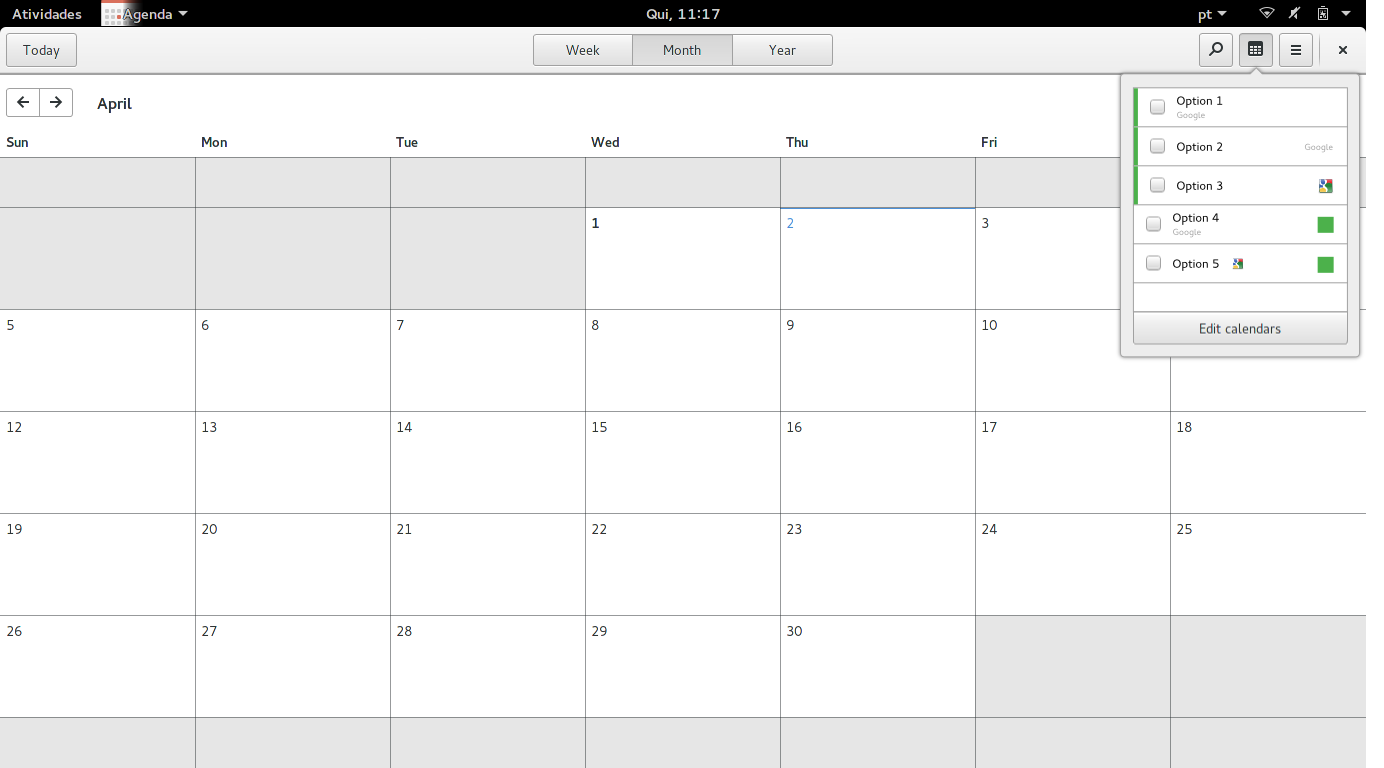 Atividades Agenda Qui, 11:17 pt
Today Week Month Year
April
Sun Mon Tue Wed Thu Fri
1 2 3
5 6 7 8 9 10
12 13 14 15 16 17 18
19 20 21 22 23 24 25
26 27 28 29 30
Option 1
Google
Option 2 Google
Option 3
Option 4
Google
Option 5
Edit calendars